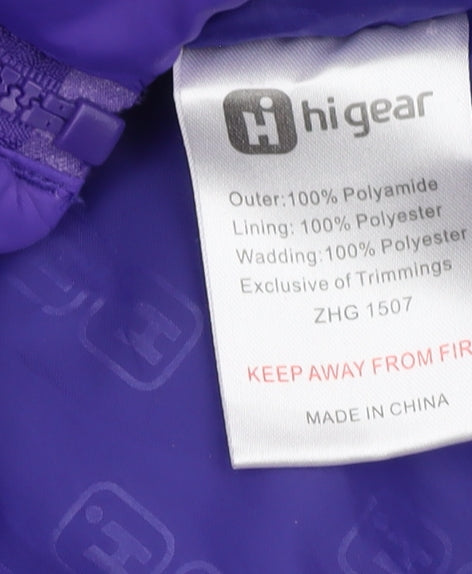 hi hi gear
Outer:100% Polyamide
Lining: 100% Polyester
Wadding:100% Polyester
Exclusive of Trimmings
ZHG 1507
KEEP AWAY FROM FIR
MADE IN CHINA